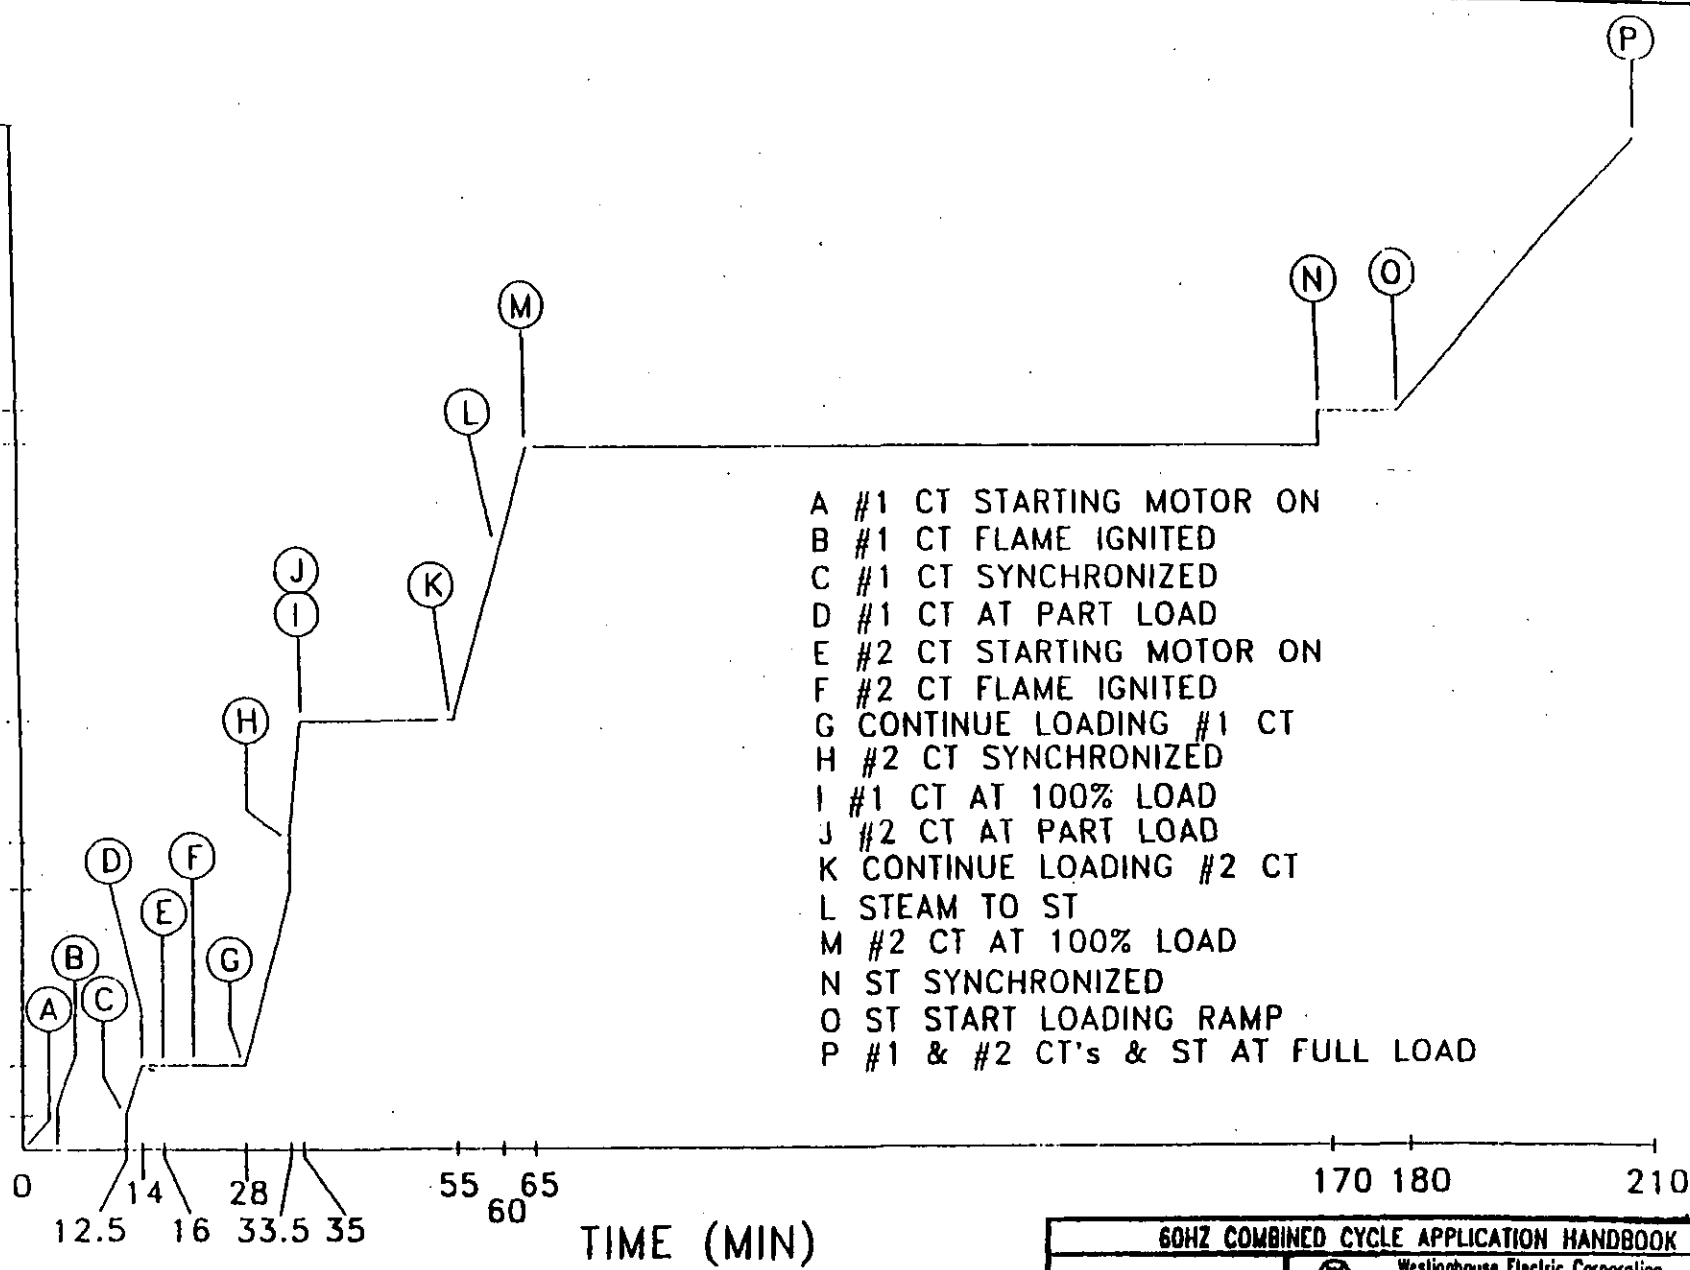 P
N O
M
L
J
K
I
H
D F
E
B G
A C
A #1 CT STARTING MOTOR ON
B #1 CT FLAME IGNITED
C #1 CT SYNCHRONIZED
D #1 CT AT PART LOAD
E #2 CT STARTING MOTOR ON
F #2 CT FLAME IGNITED
G CONTINUE LOADING #1 CT
H #2 CT SYNCHRONIZED
I #1 CT AT 100% LOAD
J #2 CT AT PART LOAD
K CONTINUE LOADING #2 CT
L STEAM TO ST
M #2 CT AT 100% LOAD
N ST SYNCHRONIZED
O ST START LOADING RAMP
P #1 & #2 CT's & ST AT FULL LOAD
0 14 28 55 65 170 180 210
12.5 16 33.5 35 60
TIME (MIN)
60HZ COMBINED CYCLE APPLICATION HANDBOOK
Westinghouse Electric Corporation